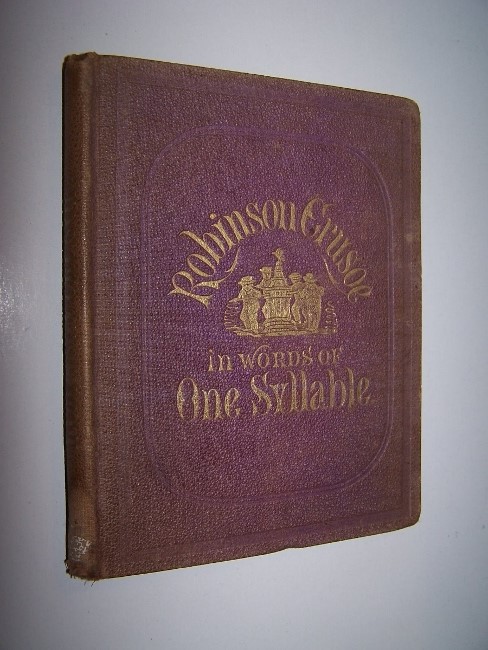 Robinson Crusoe
in WORDS OF
One Syllable